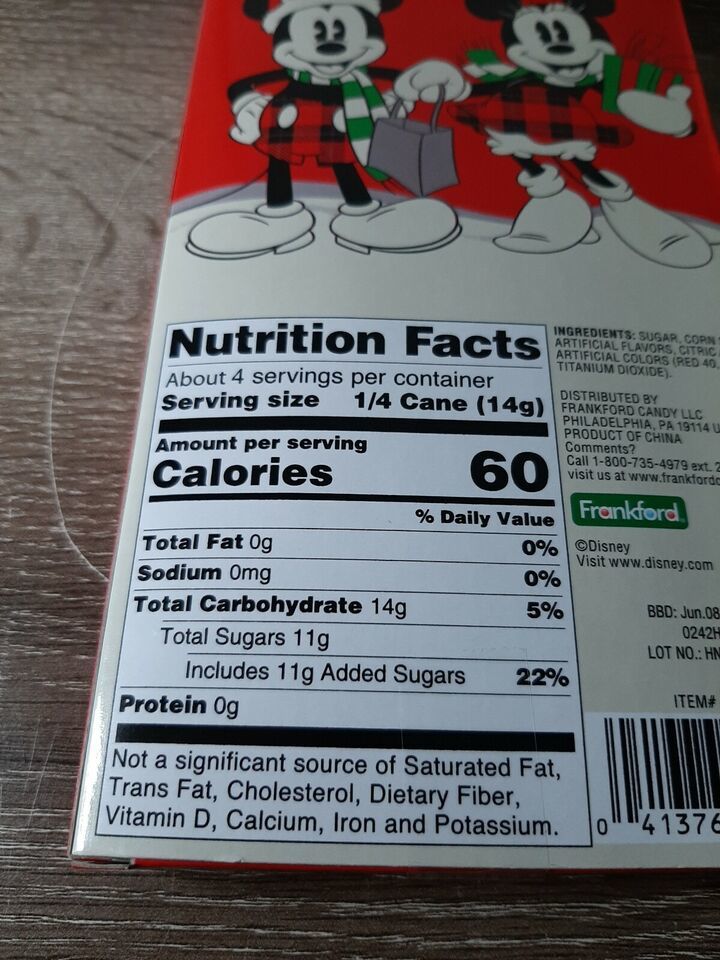 Nutrition Facts
About 4 servings per container
Serving size 1/4 Cane (14g)
Amount per serving
Calories 60
% Daily Value
Total Fat 0g 0%
Sodium 0mg 0%
Total Carbohydrate 14g 5%
Total Sugars 11g
Includes 11g Added Sugars 22%
Protein 0g
Not a significant source of Saturated Fat,
Trans Fat, Cholesterol, Dietary Fiber,
Vitamin D, Calcium, Iron and Potassium.
INGREDIENTS: SUGAR, CORN
ARTIFICIAL FLAVORS, CITRIC
ARTIFICIAL COLORS (RED 40,
TITANIUM DIOXIDE).
DISTRIBUTED BY
FRANKFORD CANDY LLC
PHILADELPHIA, PA 19114 U
PRODUCT OF CHINA
Comments?
Call 1-800-735-4979 ext. 2
visit us at www.frankfordc
Frankford
©Disney
Visit www.disney.com
BBD: Jun.08
0242H
LOT NO.: HN
ITEM#
0 41376